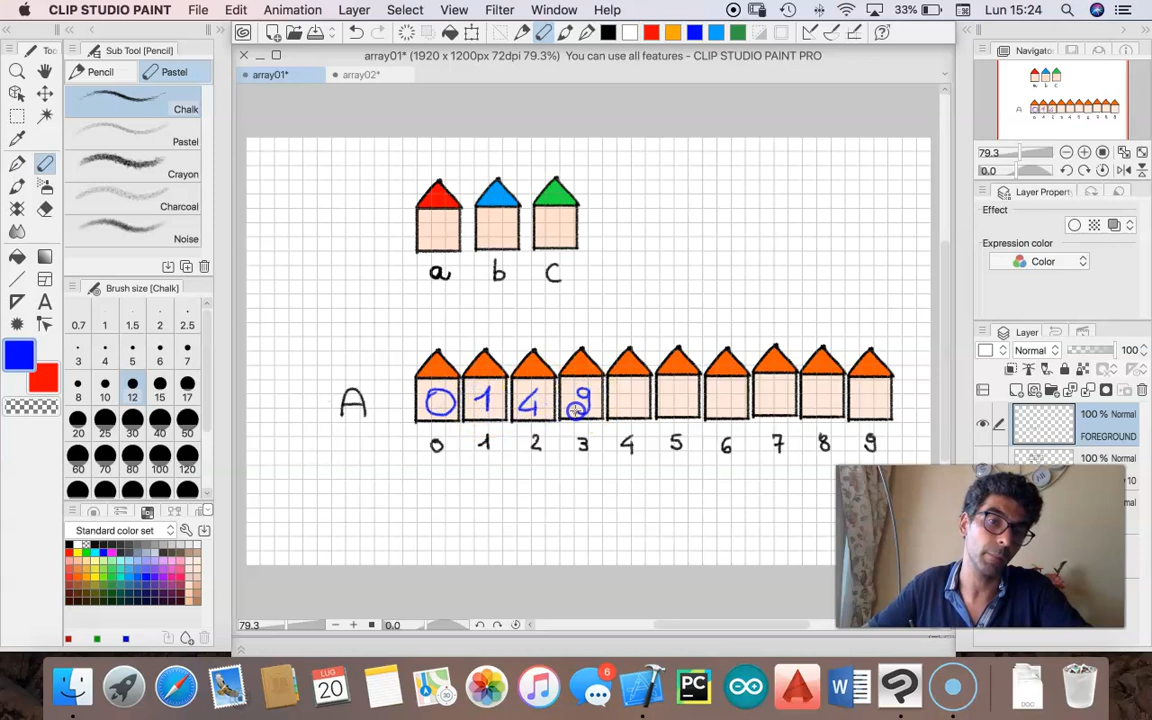 CLIP STUDIO PAINT File Edit Animation Layer Select View Filter Window Help 33% Lun 15:24
array01* (1920 x 1200px 72dpi 79.3%) - CLIP STUDIO PAINT PRO You can use all features
Sub Tool [Pencil]
Pencil Pastel
array01* array02*
Chalk
Pastel
Crayon
Charcoal
Noise
Brush size [Chalk]
0.7 1 1.5 2 2.5
3 4 5 6 7
8 10 12 15 17
20 25 30 40 50
60 70 80 100
Standard color set
a b c
A 0 1 4 9
0 1 2 3 4 5 6 7 8 9
79.3 0.0
Navigator
79.3
0.0
Layer Property
Effect
Expression color
Color
Layer
Normal 100
100 % Normal
FOREGROUND
100 % Normal
LUG
20
6
PC
W
DOC